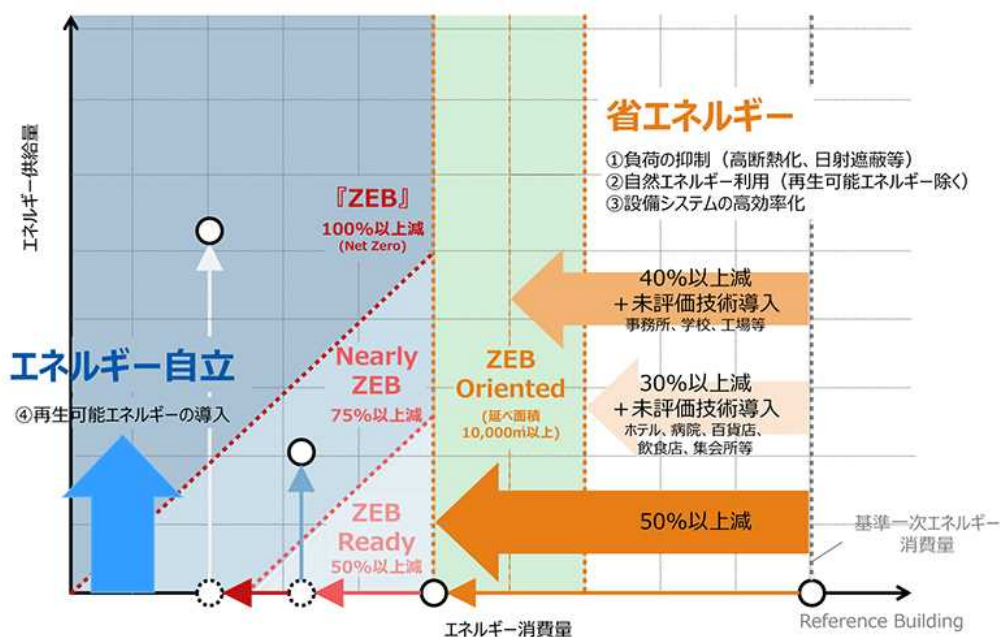 エネルギー供給量
『ZEB』
100%以上減
(Net Zero)
省エネルギー
①負荷の抑制（高断熱化、日射遮蔽等）
②自然エネルギー利用（再生可能エネルギー除く）
③設備システムの高効率化
40%以上減
＋未評価技術導入
事務所、学校、工場等
エネルギー自立
④再生可能エネルギーの導入
Nearly
ZEB
75%以上減
ZEB
Oriented
(延べ面積
10,000㎡以上)
30%以上減
＋未評価技術導入
ホテル、病院、百貨店、
飲食店、集会所等
ZEB
Ready
50%以上減
50%以上減
基準一次エネルギー
消費量
エネルギー消費量
Reference Building